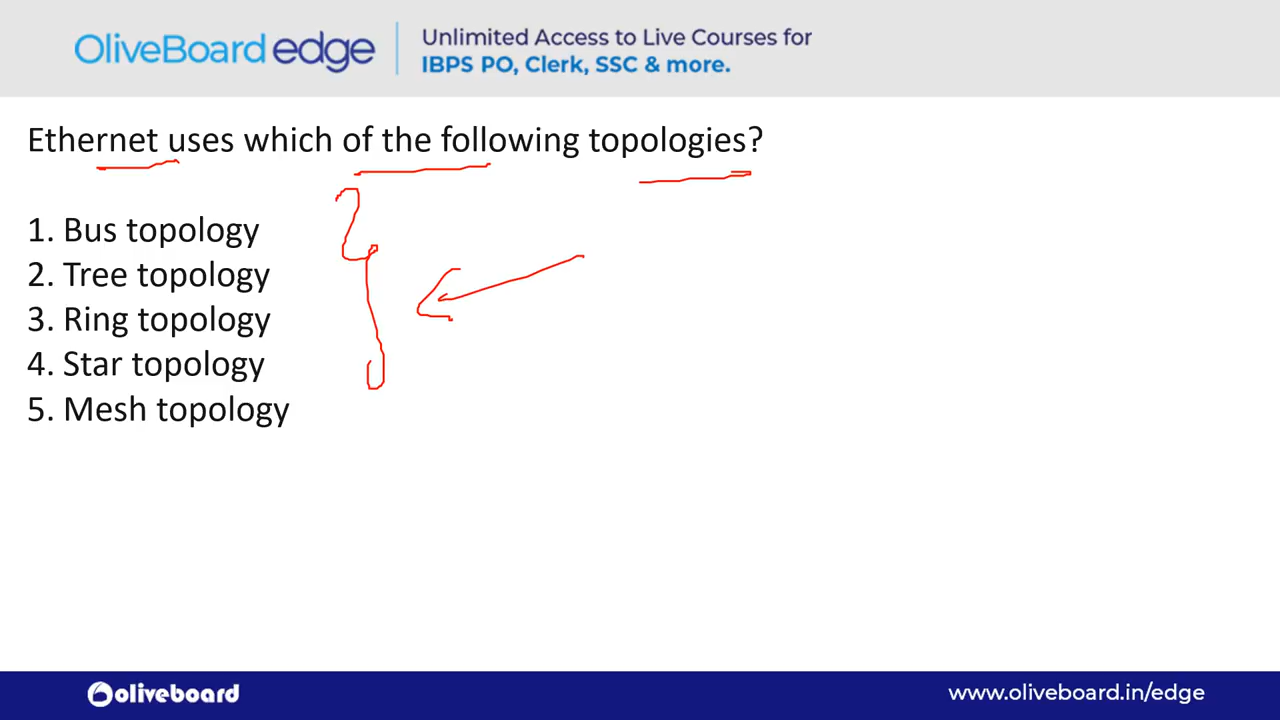 OliveBoard edge
Unlimited Access to Live Courses for
IBPS PO, Clerk, SSC & more.
Ethernet uses which of the following topologies?
1. Bus topology
2. Tree topology
3. Ring topology
4. Star topology
5. Mesh topology
oliveboard
www.oliveboard.in/edge